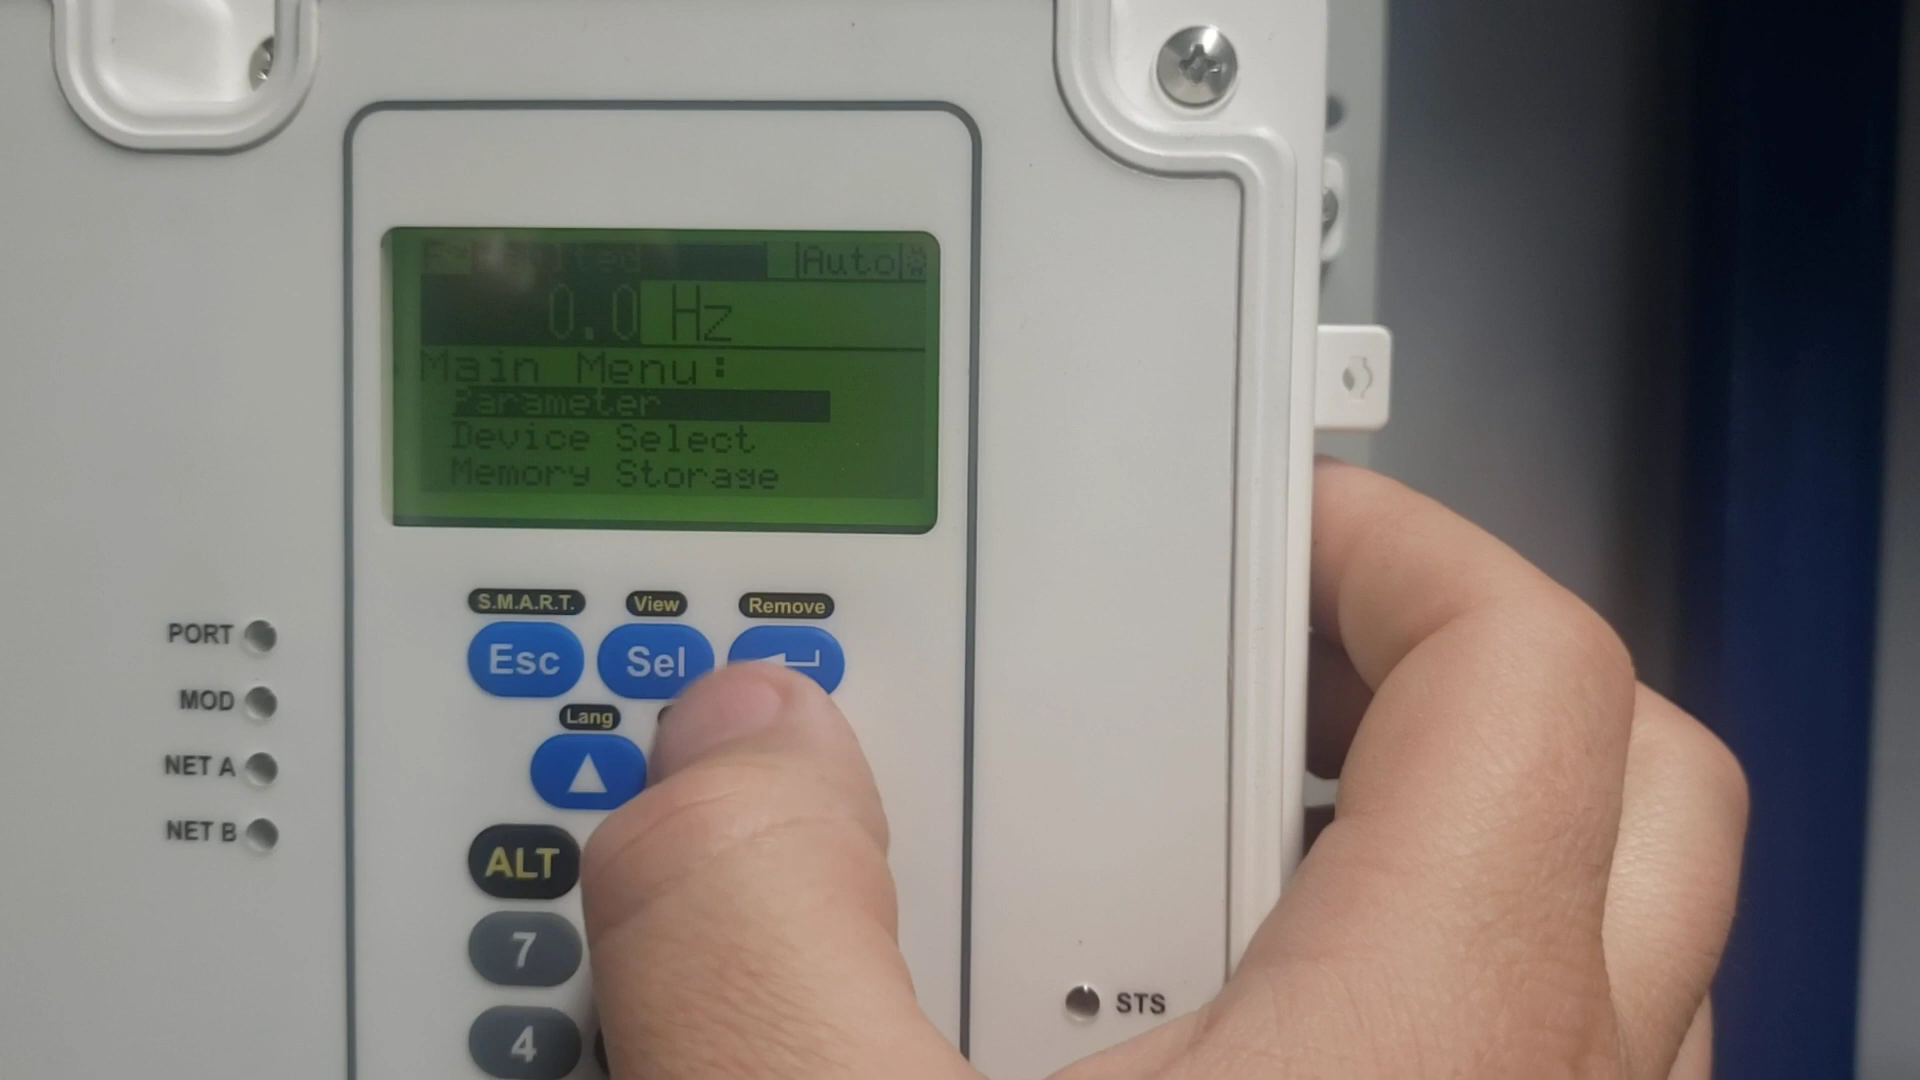 Auto
0.0 Hz
Main Menu:
Parameter
Device Select
Memory Storage
S.M.A.R.T. View Remove
Esc Sel
Lang
ALT
7
4
PORT
MOD
NET A
NET B
STS